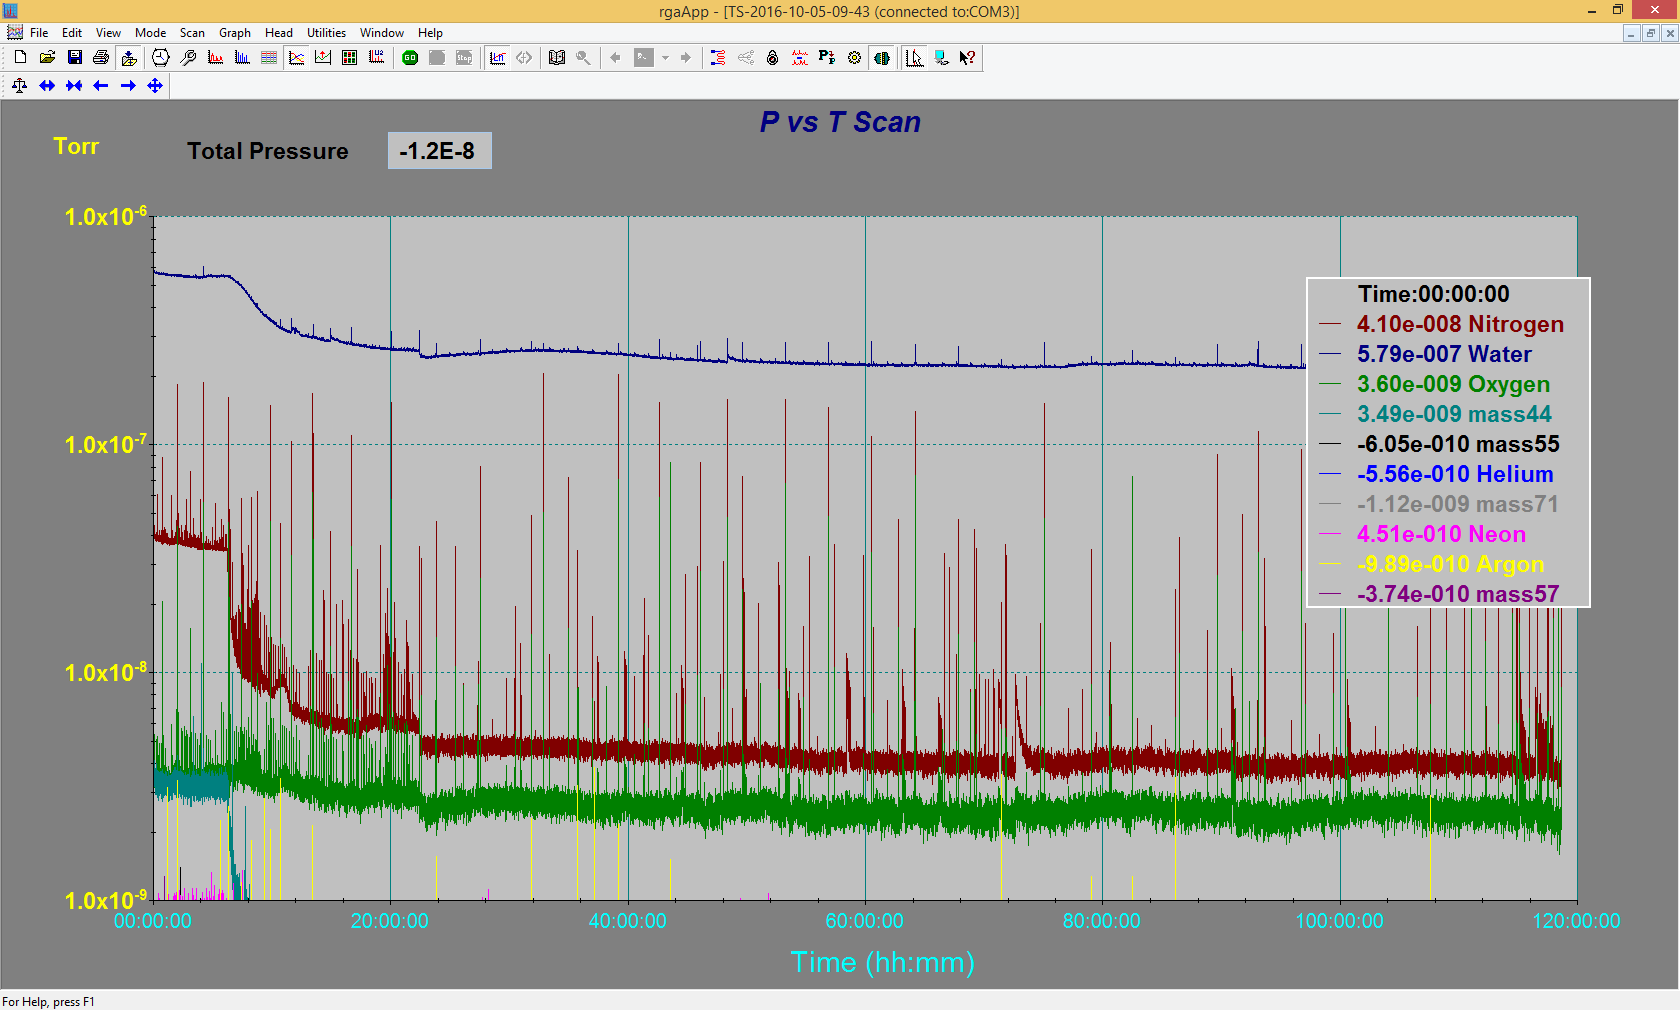 rgaApp - [TS-2016-10-05-09-43 (connected to:COM3)]
File Edit View Mode Scan Graph Head Utilities Window Help
GO Stop
P vs T Scan
Torr
Total Pressure -1.2E-8
1.0x10-6
1.0x10-7
1.0x10-8
1.0x10-9
Time:00:00:00
4.10e-008 Nitrogen
5.79e-007 Water
3.60e-009 Oxygen
3.49e-009 mass44
-6.05e-010 mass55
-5.56e-010 Helium
-1.12e-009 mass71
4.51e-010 Neon
-9.89e-010 Argon
-3.74e-010 mass57
00:00:00 20:00:00 40:00:00 60:00:00 80:00:00 100:00:00 120:00:00
Time (hh:mm)
For Help, press F1